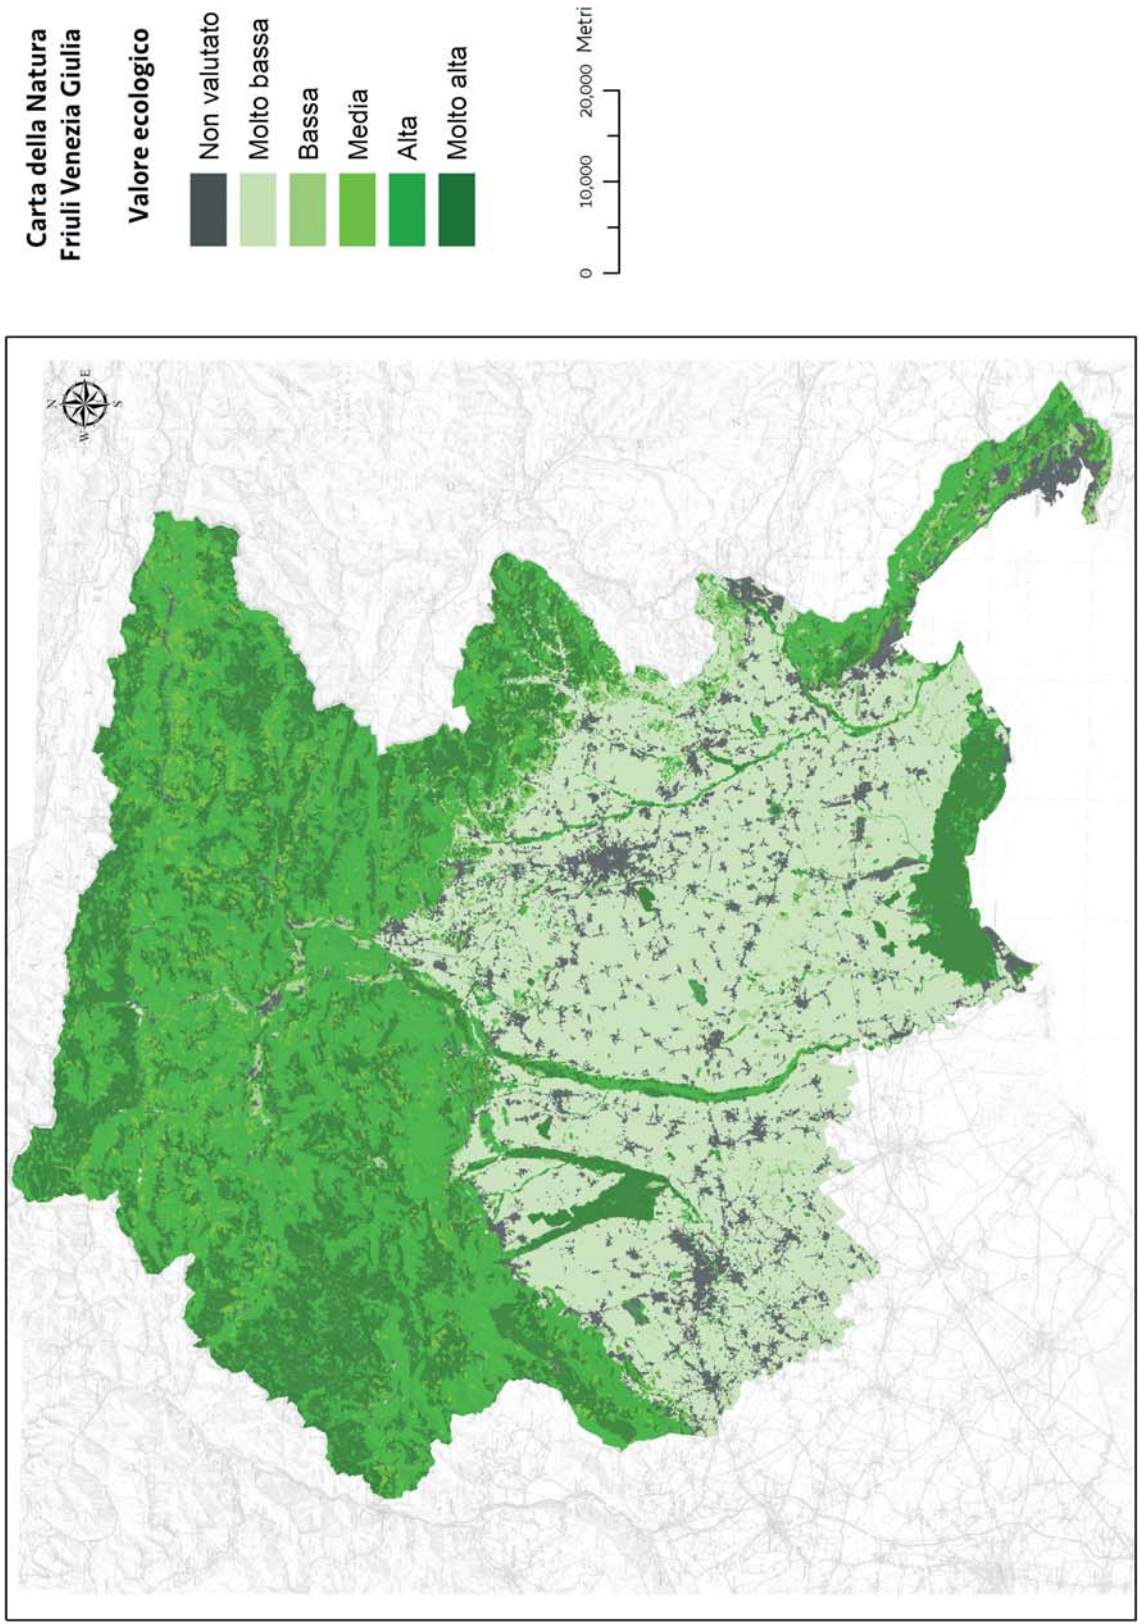 Carta della Natura
Friuli Venezia Giulia
Valore ecologico
Non valutato
Molto bassa
Bassa
Media
Alta
Molto alta
0 10,000 20,000 Metri
N
W E
S